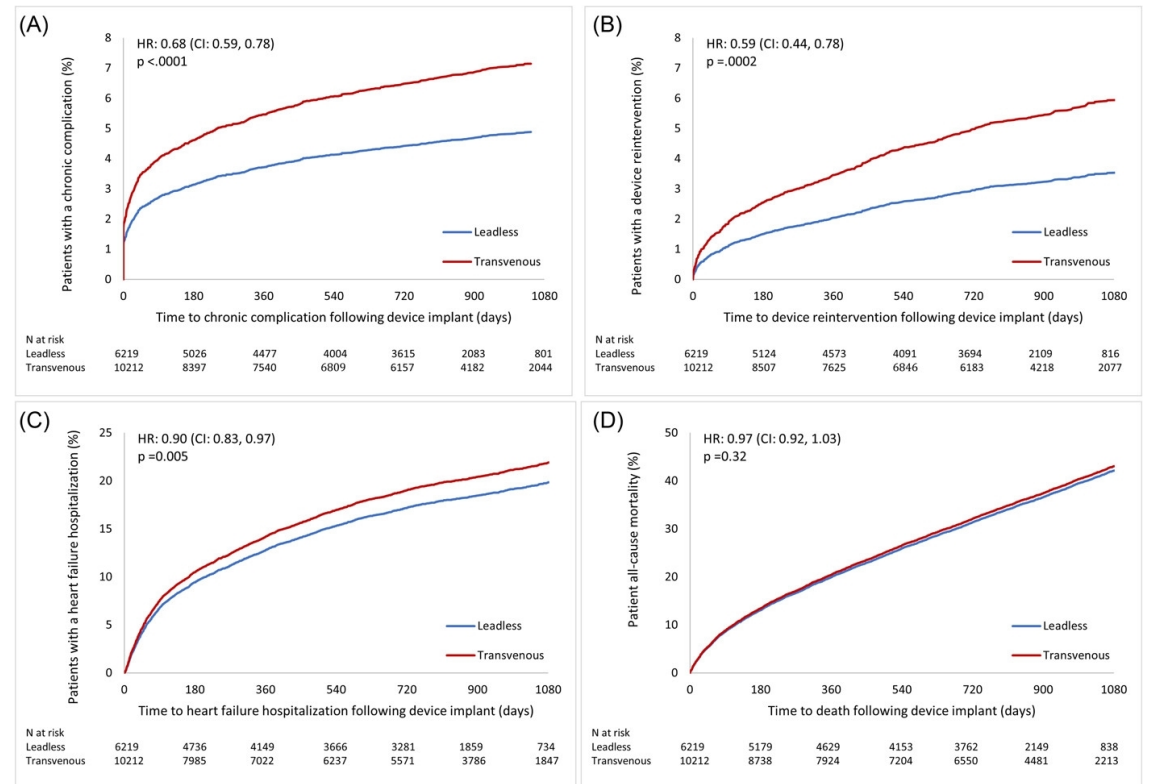 (A)
HR: 0.68 (CI: 0.59, 0.78)
p <.0001
Patients with a chronic complication (%)
8
7
6
5
4
3
2
1
0
Leadless
Transvenous
0 180 360 540 720 900 1080
Time to chronic complication following device implant (days)
N at risk
Leadless 6219 5026 4477 4004 3615 2083 801
Transvenous 10212 8397 7540 6809 6157 4182 2044
(B)
HR: 0.59 (CI: 0.44, 0.78)
p =.0002
Patients with a device reintervention (%)
8
7
6
5
4
3
2
1
0
Leadless
Transvenous
0 180 360 540 720 900 1080
Time to device reintervention following device implant (days)
N at risk
Leadless 6219 5124 4573 4091 3694 2109 816
Transvenous 10212 8507 7625 6846 6183 4218 2077
(C)
HR: 0.90 (CI: 0.83, 0.97)
p =0.005
Patients with a heart failure hospitalization (%)
25
20
15
10
5
0
Leadless
Transvenous
0 180 360 540 720 900 1080
Time to heart failure hospitalization following device implant (days)
N at risk
Leadless 6219 4736 4149 3666 3281 1859 734
Transvenous 10212 7985 7022 6237 5571 3786 1847
(D)
HR: 0.97 (CI: 0.92, 1.03)
p =0.32
Patient all-cause mortality (%)
50
40
30
20
10
0
Leadless
Transvenous
0 180 360 540 720 900 1080
Time to death following device implant (days)
N at risk
Leadless 6219 5179 4629 4153 3762 2149 838
Transvenous 10212 8738 7924 7204 6550 4481 2213